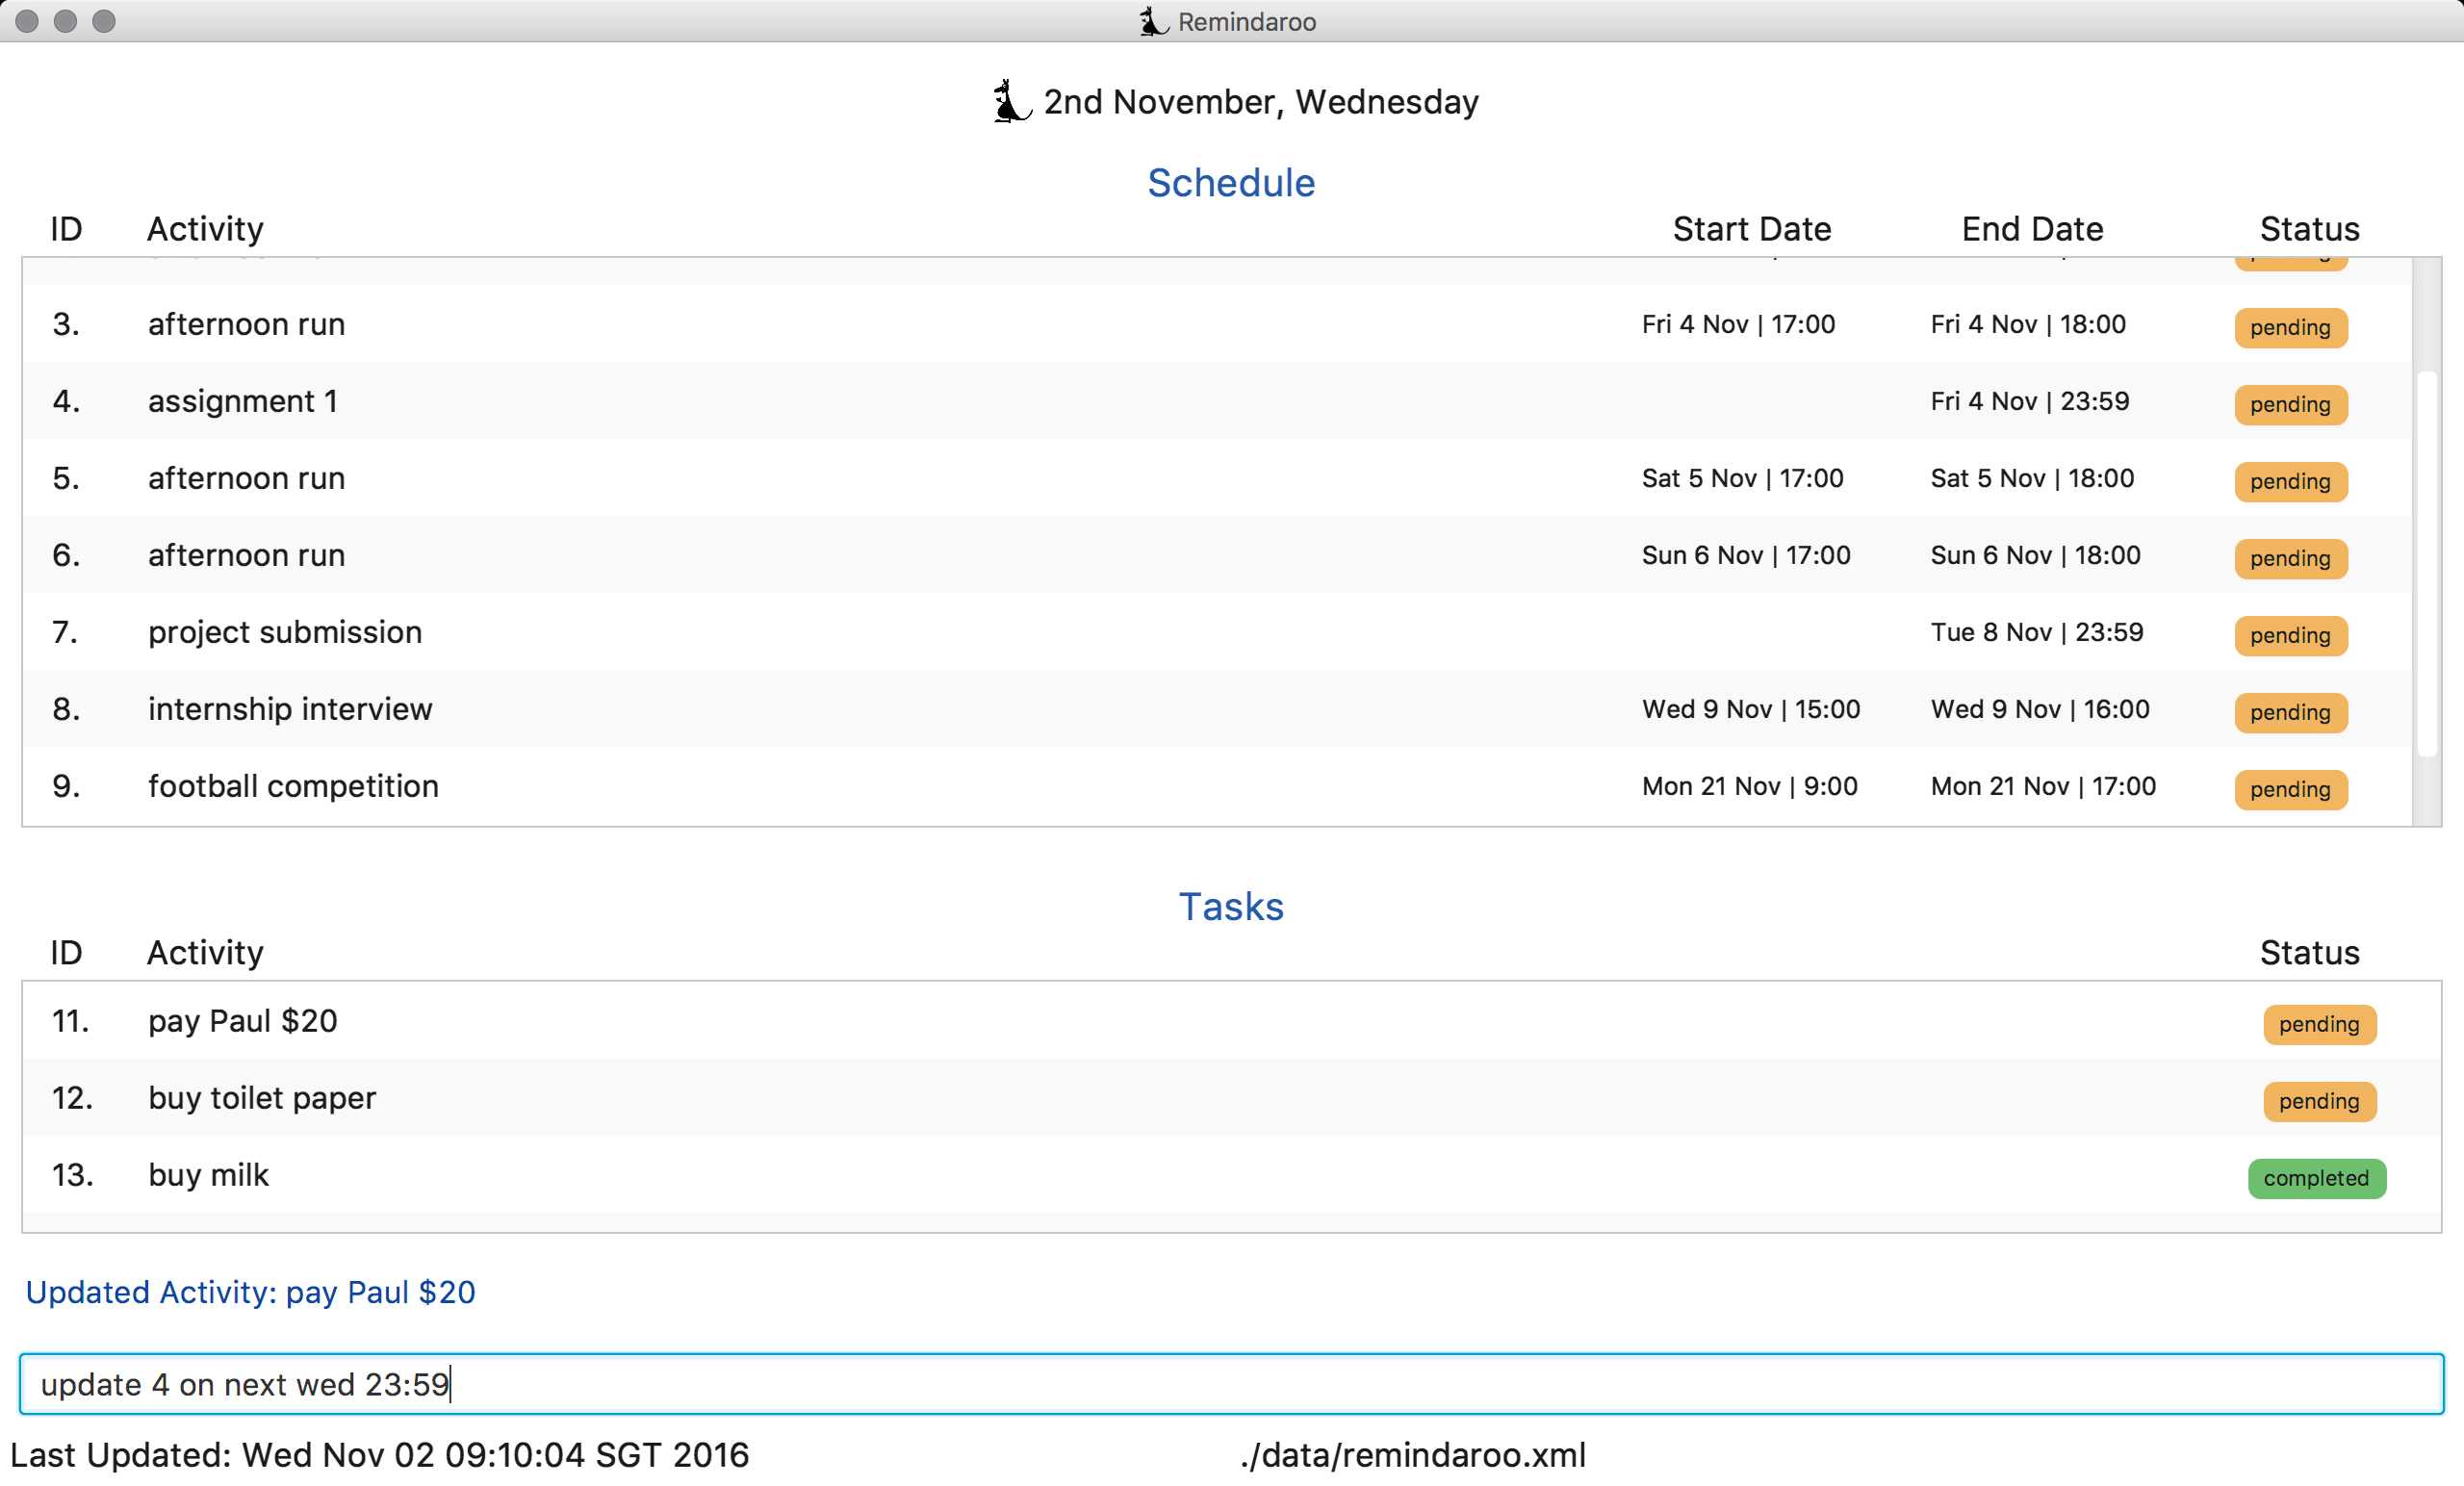 Remindaroo
2nd November, Wednesday
Schedule
ID Activity Start Date End Date Status
3. afternoon run Fri 4 Nov | 17:00 Fri 4 Nov | 18:00 pending
4. assignment 1 Fri 4 Nov | 23:59 pending
5. afternoon run Sat 5 Nov | 17:00 Sat 5 Nov | 18:00 pending
6. afternoon run Sun 6 Nov | 17:00 Sun 6 Nov | 18:00 pending
7. project submission Tue 8 Nov | 23:59 pending
8. internship interview Wed 9 Nov | 15:00 Wed 9 Nov | 16:00 pending
9. football competition Mon 21 Nov | 9:00 Mon 21 Nov | 17:00 pending
Tasks
ID Activity Status
11. pay Paul $20 pending
12. buy toilet paper pending
13. buy milk completed
Updated Activity: pay Paul $20
update 4 on next wed 23:59
Last Updated: Wed Nov 02 09:10:04 SGT 2016 ./data/remindaroo.xml